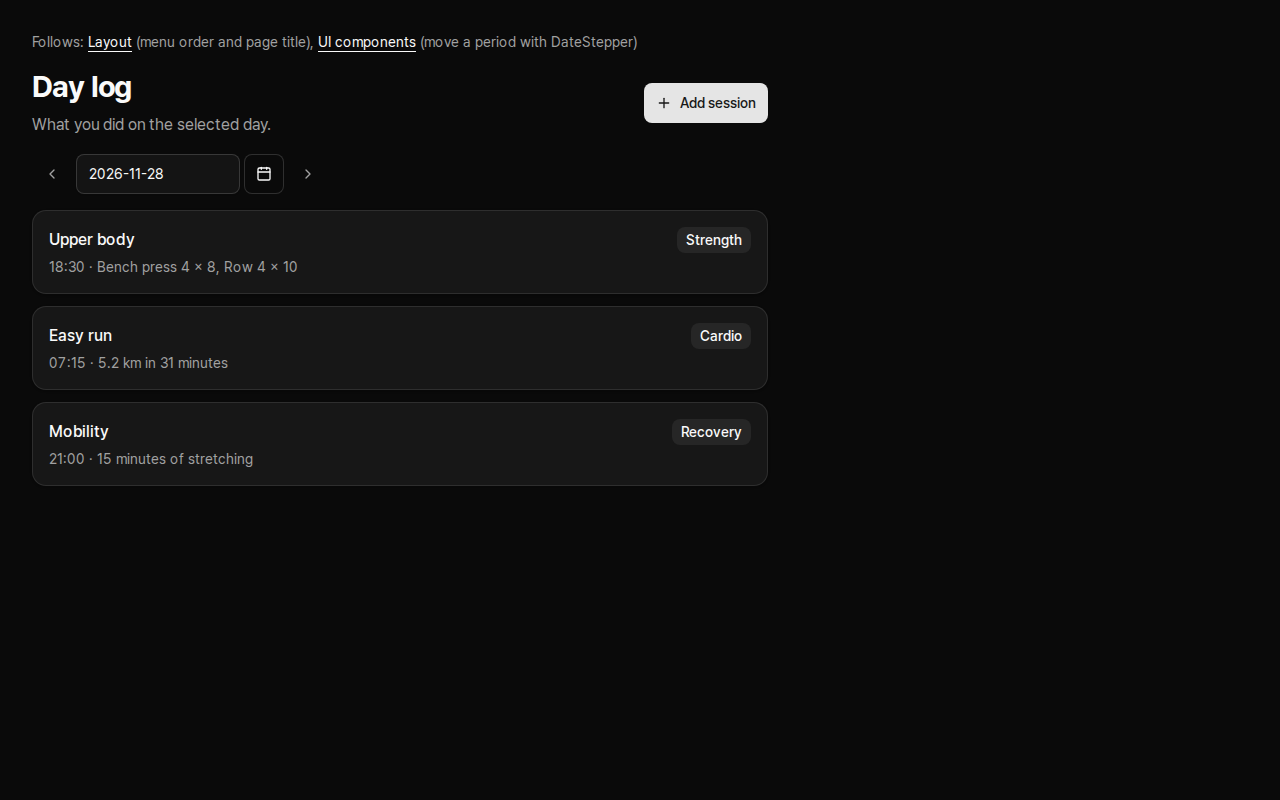 Follows: Layout (menu order and page title), UI components (move a period with DateStepper)
Day log
What you did on the selected day.
Add session
2026-11-28
Upper body
Strength
18:30 · Bench press 4 × 8, Row 4 × 10
Easy run
Cardio
07:15 · 5.2 km in 31 minutes
Mobility
Recovery
21:00 · 15 minutes of stretching